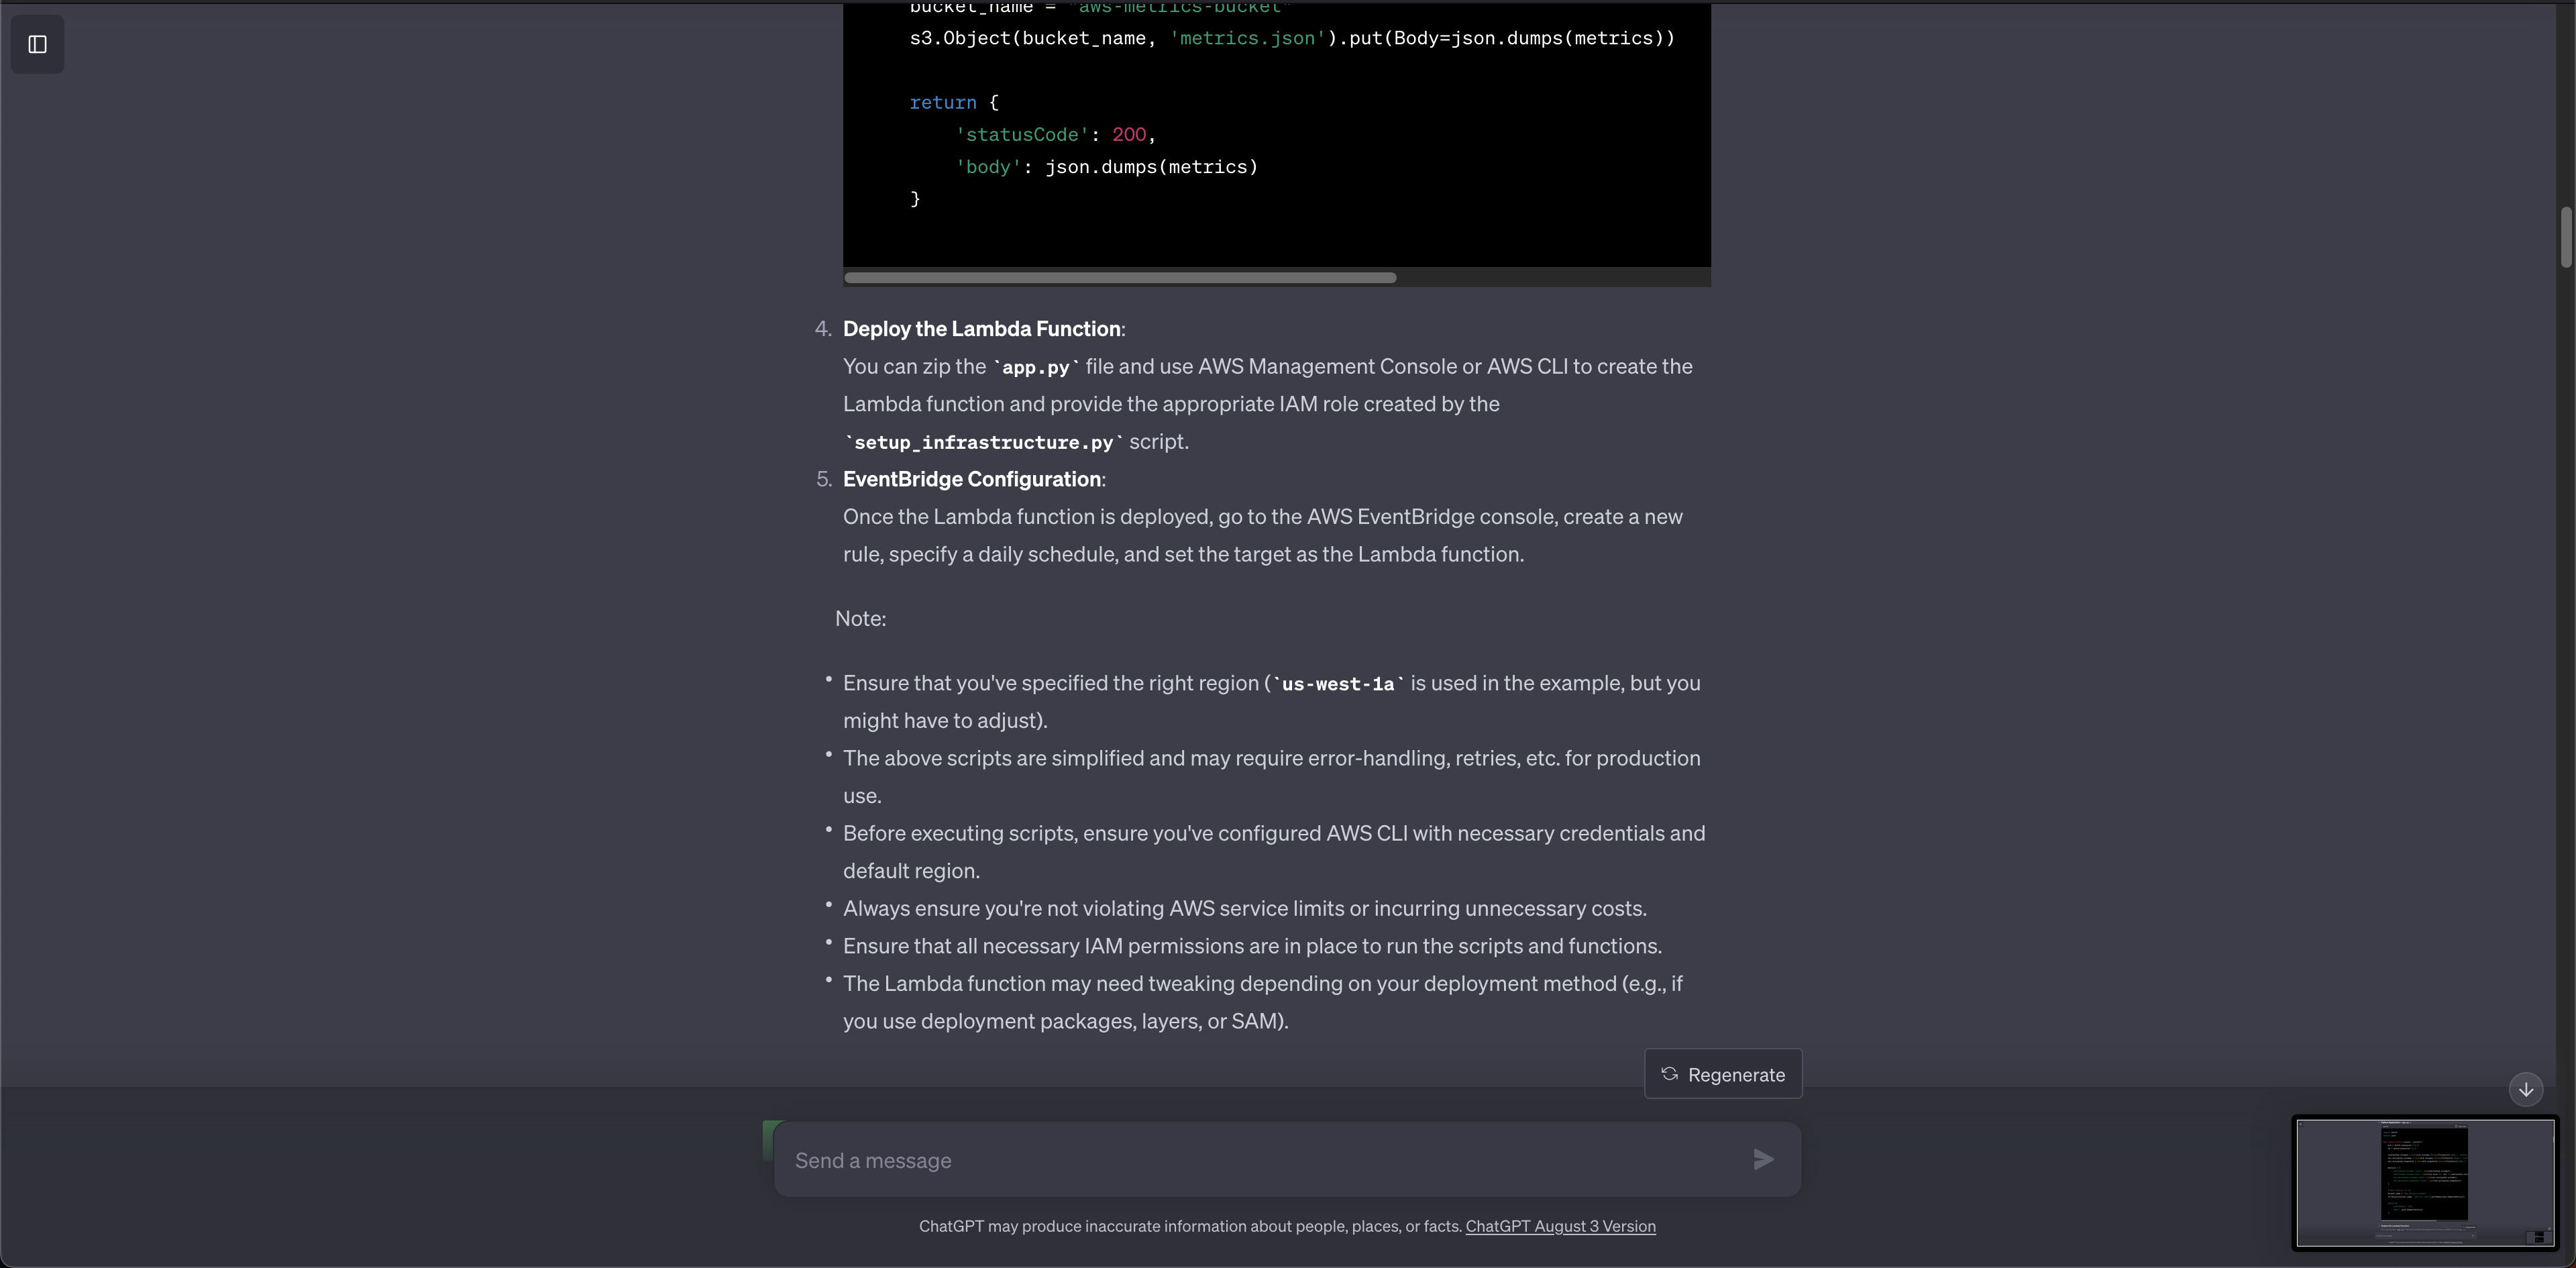 bucket_name = "aws-metrics-bucket"
s3.Object(bucket_name, 'metrics.json').put(Body=json.dumps(metrics))
return {
'statusCode': 200,
'body': json.dumps(metrics)
}
4. Deploy the Lambda Function:
You can zip the `app.py` file and use AWS Management Console or AWS CLI to create the
Lambda function and provide the appropriate IAM role created by the
`setup_infrastructure.py` script.
5. EventBridge Configuration:
Once the Lambda function is deployed, go to the AWS EventBridge console, create a new
rule, specify a daily schedule, and set the target as the Lambda function.
Note:
• Ensure that you've specified the right region (`us-west-1a` is used in the example, but you
might have to adjust).
• The above scripts are simplified and may require error-handling, retries, etc. for production
use.
• Before executing scripts, ensure you've configured AWS CLI with necessary credentials and
default region.
• Always ensure you're not violating AWS service limits or incurring unnecessary costs.
• Ensure that all necessary IAM permissions are in place to run the scripts and functions.
• The Lambda function may need tweaking depending on your deployment method (e.g., if
you use deployment packages, layers, or SAM).
Regenerate
Send a message
ChatGPT may produce inaccurate information about people, places, or facts. ChatGPT August 3 Version